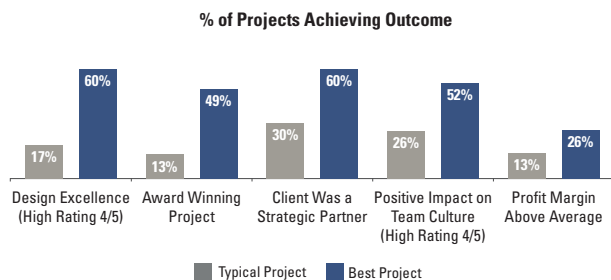 % of Projects Achieving Outcome
17%
60%
13%
49%
30%
60%
26%
52%
13%
26%
Design Excellence
(High Rating 4/5)
Award Winning
Project
Client Was a
Strategic Partner
Positive Impact on
Team Culture
(High Rating 4/5)
Profit Margin
Above Average
Typical Project
Best Project